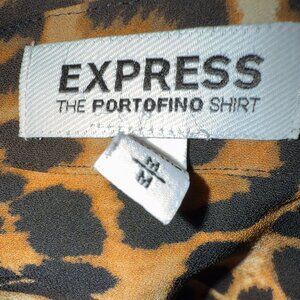 EXPRESS
THE PORTOFINO SHIRT
M
M